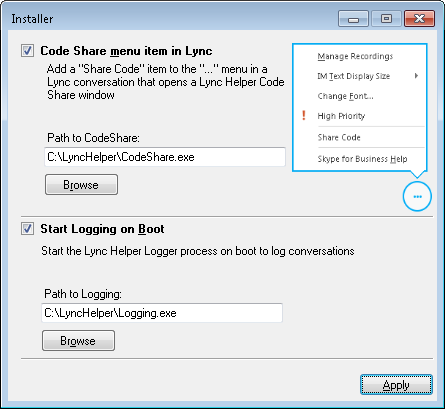 Installer
Code Share menu item in Lync
Add a "Share Code" item to the "..." menu in a
Lync conversation that opens a Lync Helper Code
Share window
Path to CodeShare:
C:\LyncHelper\CodeShare.exe
Browse
Manage Recordings
IM Text Display Size
Change Font...
! High Priority
Share Code
Skype for Business Help
...
Start Logging on Boot
Start the Lync Helper Logger process on boot to log conversations
Path to Logging:
C:\LyncHelper\Logging.exe
Browse
Apply